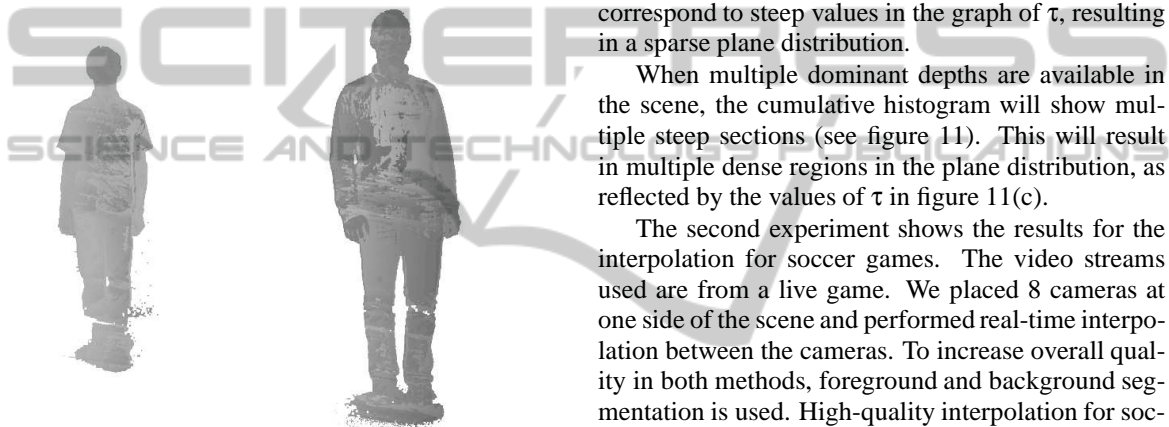 SCITEPRESS
SCIENCE AND TECHNOLOGY PUBLICATIONS
correspond to steep values in the graph of τ, resulting
in a sparse plane distribution.
When multiple dominant depths are available in
the scene, the cumulative histogram will show mul-
tiple steep sections (see figure 11). This will result
in multiple dense regions in the plane distribution, as
reflected by the values of τ in figure 11(c).
The second experiment shows the results for the
interpolation for soccer games. The video streams
used are from a live game. We placed 8 cameras at
one side of the scene and performed real-time interpo-
lation between the cameras. To increase overall qual-
ity in both methods, foreground and background seg-
mentation is used. High-quality interpolation for soc-